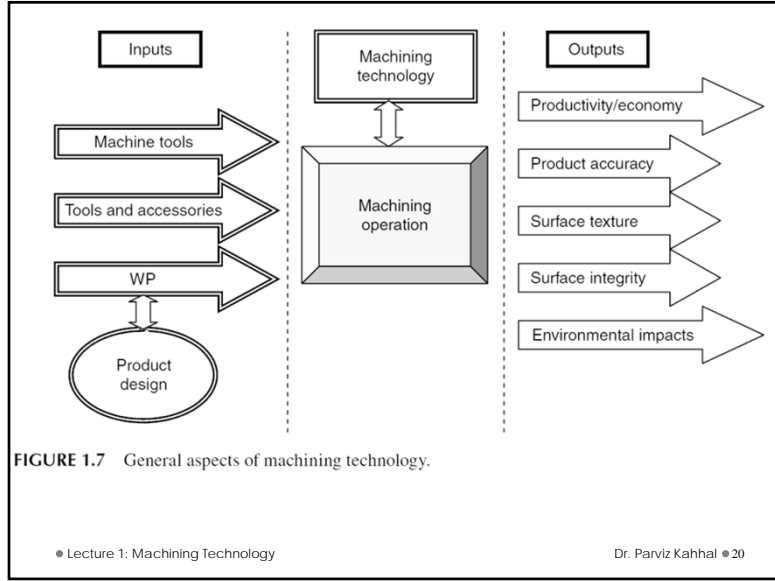 Inputs
Machine tools
Tools and accessories
WP
Product
design
Machining
technology
Machining
operation
Outputs
Productivity/economy
Product accuracy
Surface texture
Surface integrity
Environmental impacts
FIGURE 1.7 General aspects of machining technology.
● Lecture 1: Machining Technology
Dr. Parviz Kahhal ● 20